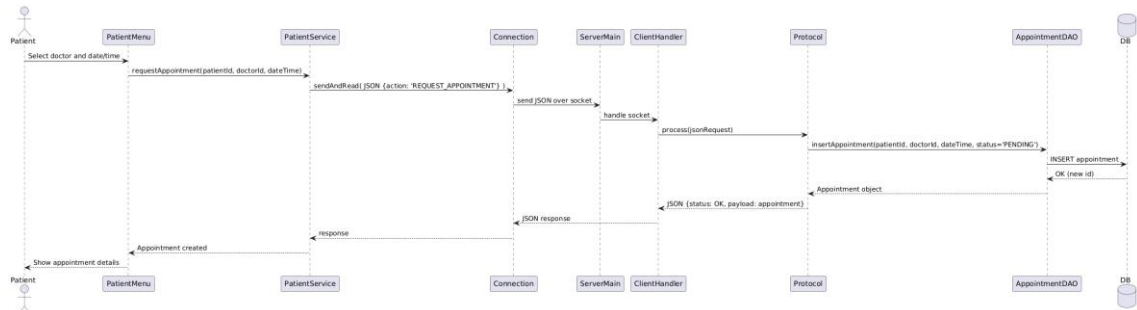 Patient
PatientMenu
PatientService
Connection
ServerMain
ClientHandler
Protocol
AppointmentDAO
DB
Select doctor and date/time
requestAppointment(patientId, doctorId, dateTime)
sendAndRead( JSON {action: 'REQUEST_APPOINTMENT'} )
send JSON over socket
handle socket
process(jsonRequest)
insertAppointment(patientId, doctorId, dateTime, status='PENDING')
INSERT appointment
OK (new id)
Appointment object
JSON {status: OK, payload: appointment}
JSON response
response
Appointment created
Show appointment details
Patient
PatientMenu
PatientService
Connection
ServerMain
ClientHandler
Protocol
AppointmentDAO
DB